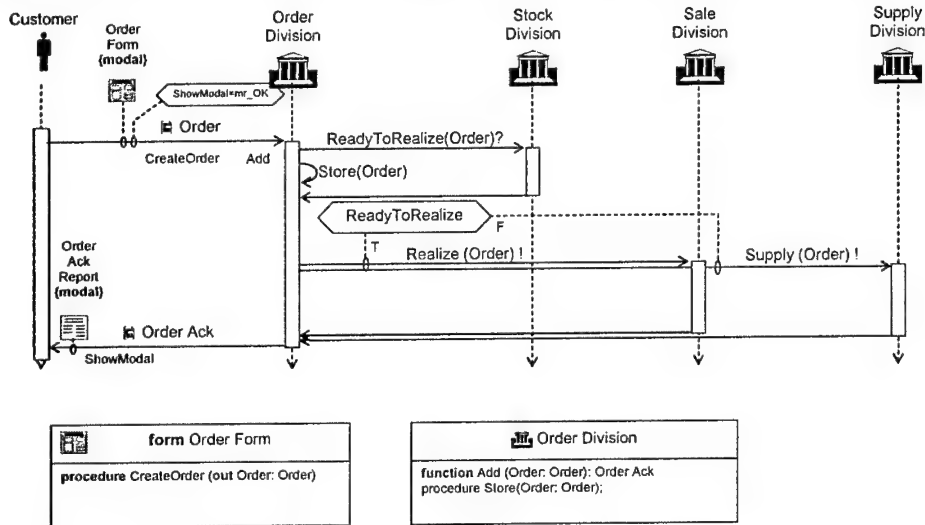 Customer
Order
Form
{modal}
Order
Division
Stock
Division
Sale
Division
Supply
Division
ShowModal=mr_OK
Order
CreateOrder
Add
ReadyToRealize(Order)?
Store(Order)
ReadyToRealize
F
T
Realize (Order) !
Supply (Order) !
Order
Ack
Report
{modal}
Order Ack
ShowModal
form Order Form
procedure CreateOrder (out Order: Order)
Order Division
function Add (Order: Order): Order Ack
procedure Store(Order: Order);